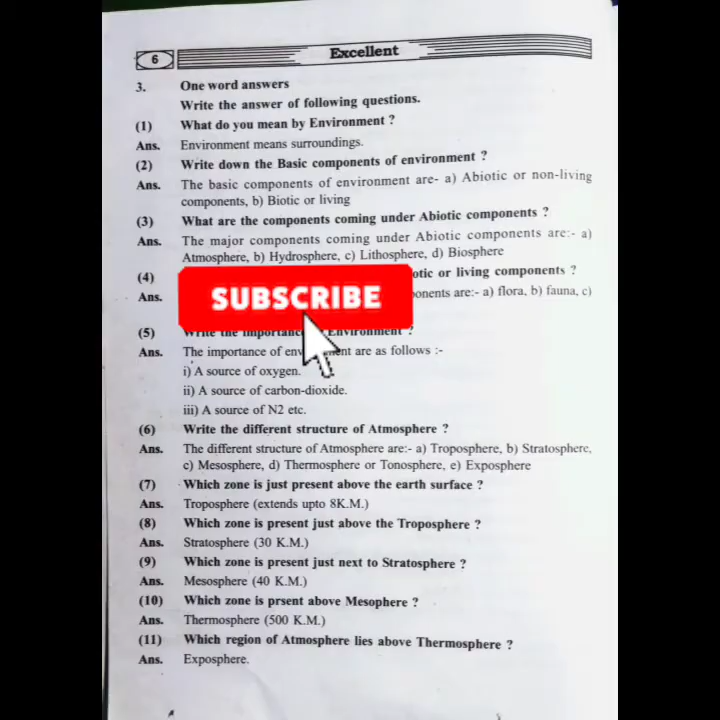 6 Excellent
3. One word answers
Write the answer of following questions.
(1) What do you mean by Environment ?
Ans. Environment means surroundings.
(2) Write down the Basic components of environment ?
Ans. The basic components of environment are- a) Abiotic or non-living
components, b) Biotic or living
(3) What are the components coming under Abiotic components ?
Ans. The major components coming under Abiotic components are:- a)
Atmosphere, b) Hydrosphere, c) Lithosphere, d) Biosphere
(4) or living components ?
Ans. are:- a) flora, b) fauna, c)
SUBSCRIBE
(5) Write the Environment ?
Ans. The importance of are as follows :-
i) A source of oxygen.
ii) A source of carbon-dioxide.
iii) A source of N2 etc.
(6) Write the different structure of Atmosphere ?
Ans. The different structure of Atmosphere are:- a) Troposphere, b) Stratosphere,
c) Mesosphere, d) Thermosphere or Tonosphere, e) Exposphere
(7) Which zone is just present above the earth surface ?
Ans. Troposphere (extends upto 8K.M.)
(8) Which zone is present just above the Troposphere ?
Ans. Stratosphere (30 K.M.)
(9) Which zone is present just next to Stratosphere ?
Ans. Mesosphere (40 K.M.)
(10) Which zone is prsent above Mesophere ?
Ans. Thermosphere (500 K.M.)
(11) Which region of Atmosphere lies above Thermosphere ?
Ans. Exposphere.